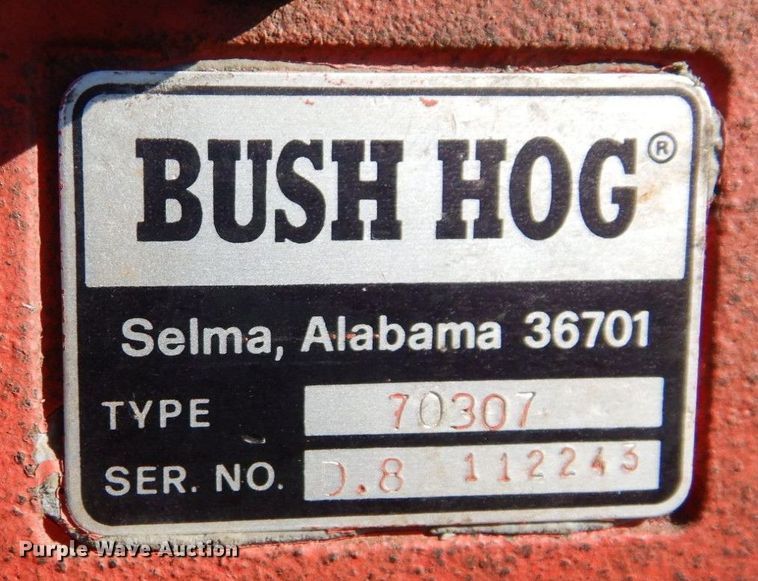 BUSH HOG®
Selma, Alabama 36701
TYPE 70307
SER. NO. D.8 112243
Purple Wave Auction